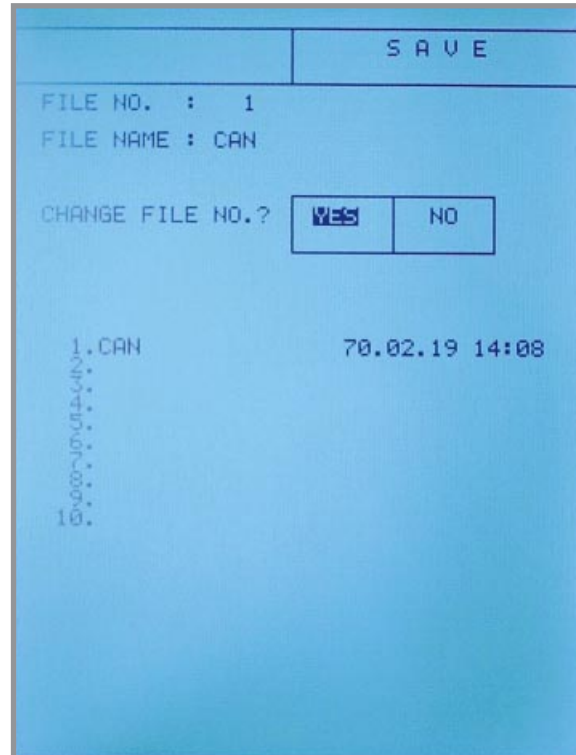 S A V E
FILE NO. : 1
FILE NAME : CAN
CHANGE FILE NO.? YES NO
1.CAN 70.02.19 14:08
2.
3.
4.
5.
6.
7.
8.
9.
10.